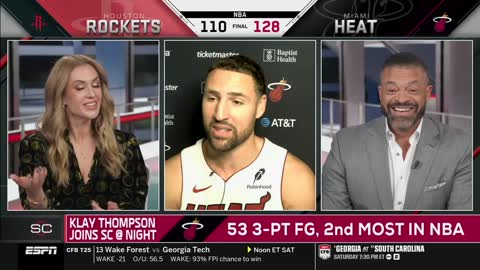 HOUSTON
ROCKETS
110
NBA
FINAL
128
MIAMI
HEAT
ticketmaster
Baptist
Health
AT&T
HEAT
Robinhood
SC
KLAY THOMPSON
JOINS SC @ NIGHT
53 3-PT FG, 2nd MOST IN NBA
ESPN
CFB T25
13 Wake Forest vs Georgia Tech
Noon ET SAT
WAKE -21
O/U: 56.5
WAKE: 93% FPI chance to win
GEORGIA AT SOUTH CAROLINA
SATURDAY 7:30 PM ET